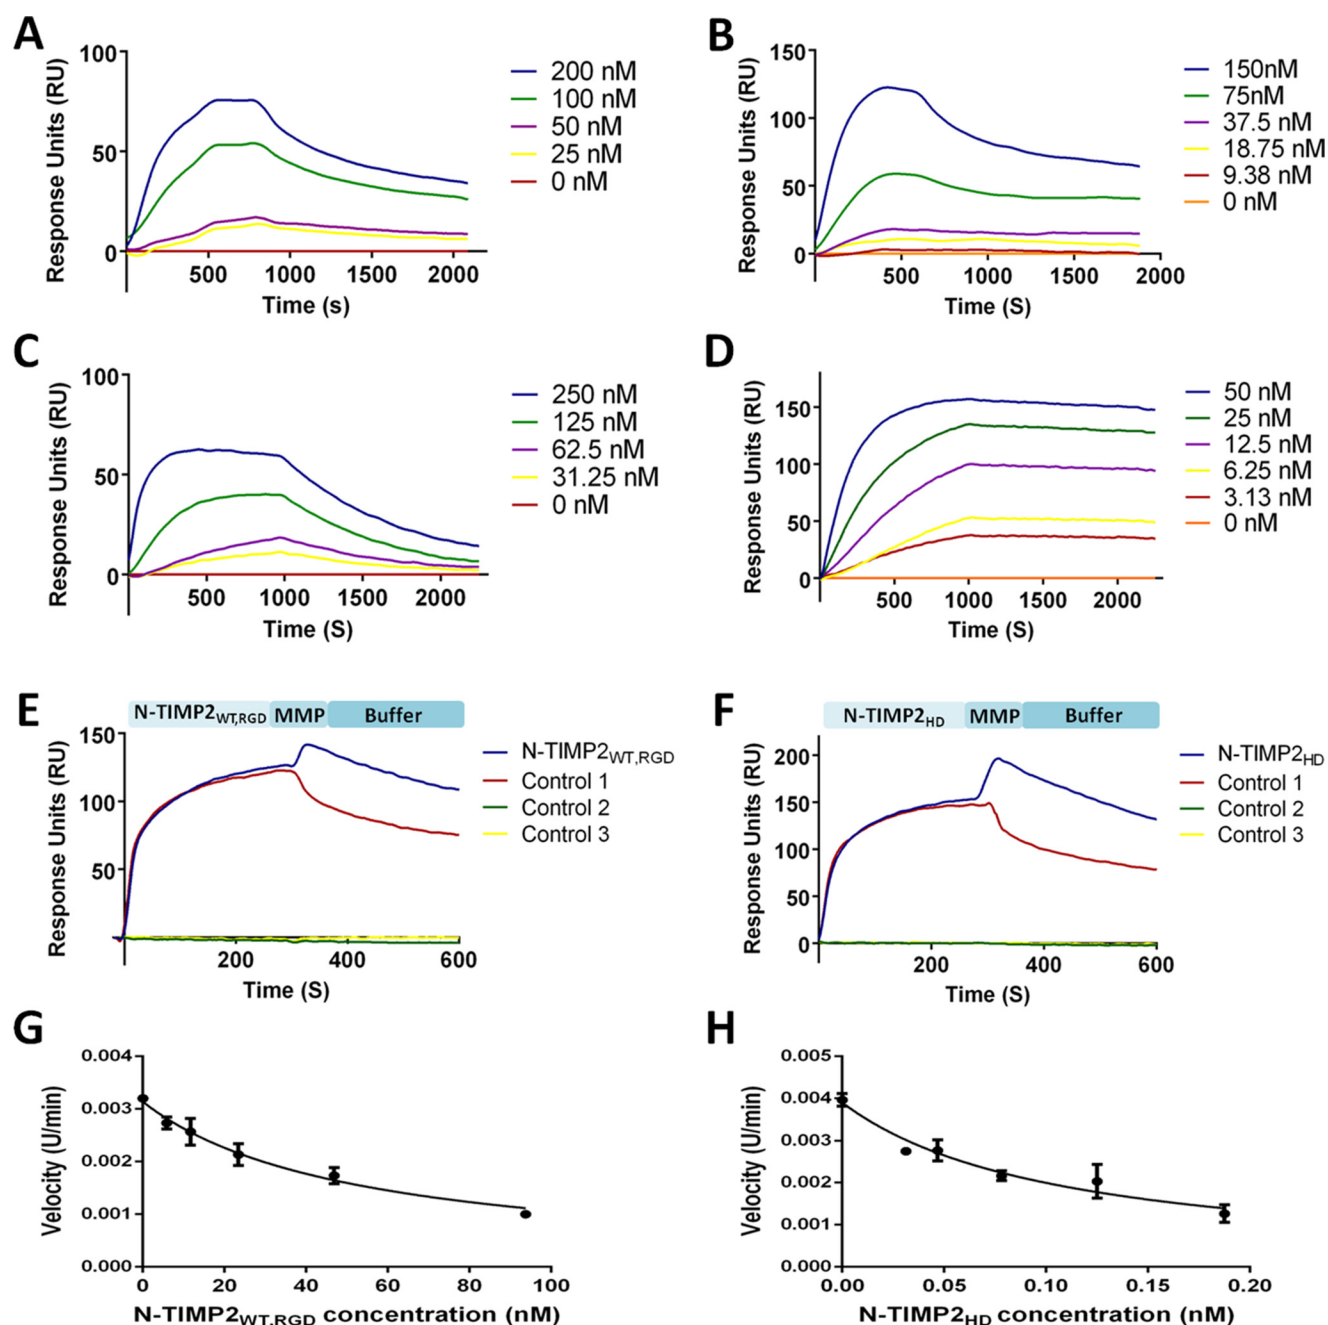 A
Response Units (RU)
100
50
0
500
1000
1500
2000
Time (s)
200 nM
100 nM
50 nM
25 nM
0 nM
B
Response Units (RU)
150
100
50
0
500
1000
1500
2000
Time (S)
150nM
75nM
37.5 nM
18.75 nM
9.38 nM
0 nM
C
Response Units (RU)
100
50
0
500
1000
1500
2000
Time (S)
250 nM
125 nM
62.5 nM
31.25 nM
0 nM
D
Response Units (RU)
150
100
50
0
500
1000
1500
2000
Time (S)
50 nM
25 nM
12.5 nM
6.25 nM
3.13 nM
0 nM
E
N-TIMP2WT,RGD MMP Buffer
Response Units (RU)
150
100
50
200
400
600
Time (S)
N-TIMP2WT,RGD
Control 1
Control 2
Control 3
F
N-TIMP2HD MMP Buffer
Response Units (RU)
200
150
100
50
0
200
400
600
Time (S)
N-TIMP2HD
Control 1
Control 2
Control 3
G
Velocity (U/min)
0.004
0.003
0.002
0.001
0.000
0
20
40
60
80
100
N-TIMP2WT,RGD concentration (nM)
H
Velocity (U/min)
0.005
0.004
0.003
0.002
0.001
0.000
0.00
0.05
0.10
0.15
0.20
N-TIMP2HD concentration (nM)